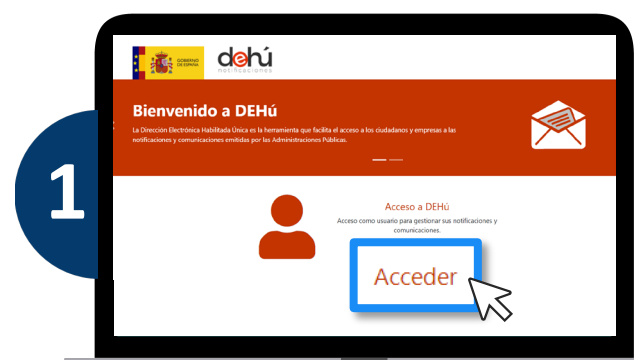 GOBIERNO
DE ESPAÑA
dehú
notificaciones
Bienvenido a DEHú
La Dirección Electrónica Habilitada Única es la herramienta que facilita el acceso a los ciudadanos y empresas a las
notificaciones y comunicaciones emitidas por las Administraciones Públicas.
1
Acceso a DEHú
Acceso como usuario para gestionar sus notificaciones y
comunicaciones.
Acceder